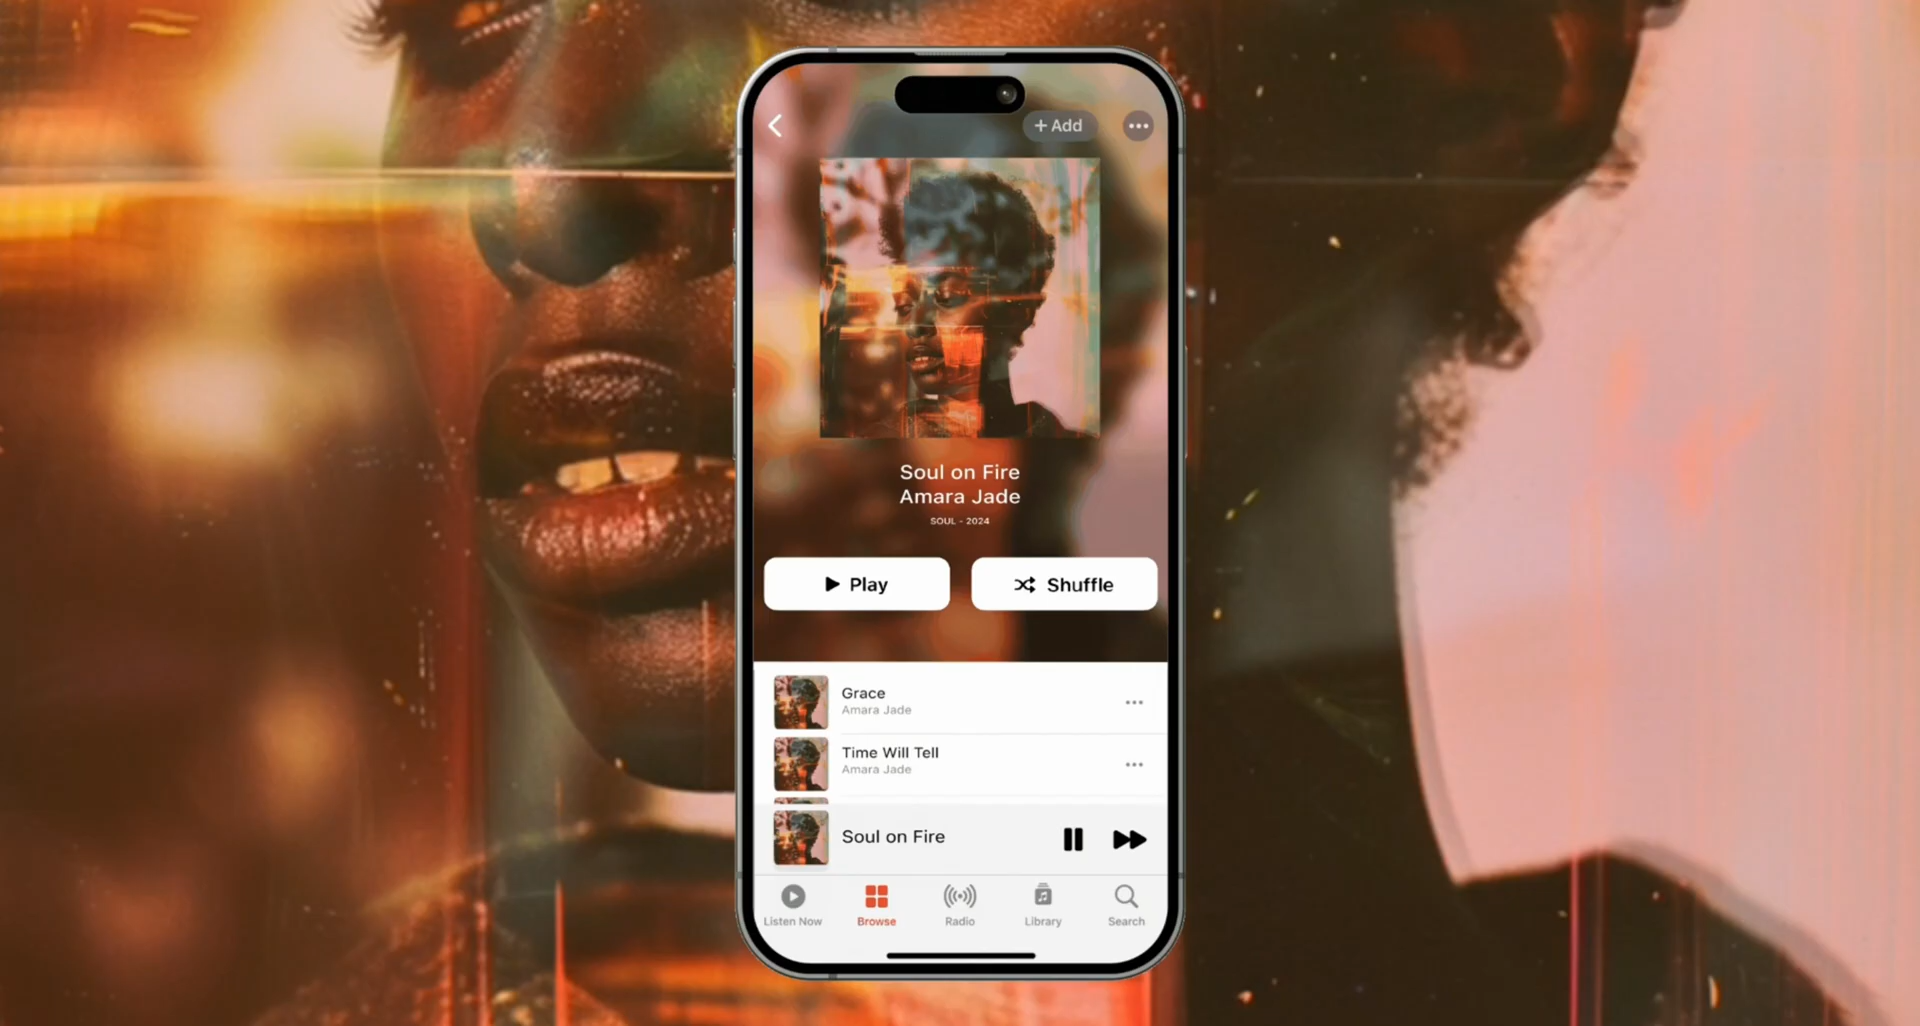 + Add
Soul on Fire
Amara Jade
SOUL - 2024
Play
Shuffle
Grace
Amara Jade
Time Will Tell
Amara Jade
Soul on Fire
Listen Now Browse Radio Library Search